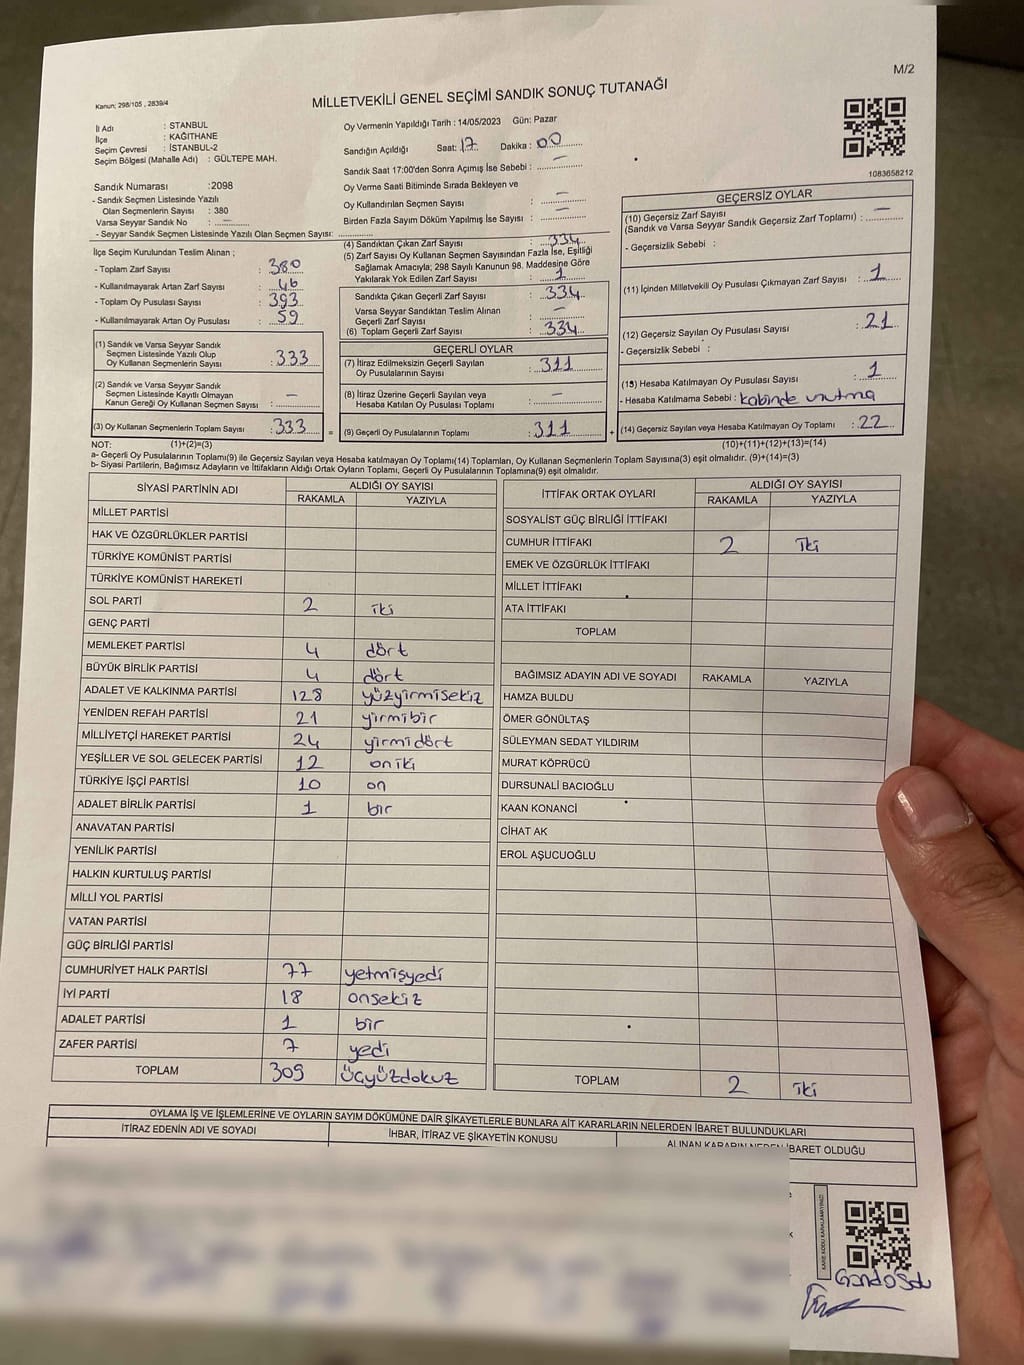 M/2
Kanun: 298/105 , 2839/4
MİLLETVEKİLİ GENEL SEÇİMİ SANDIK SONUÇ TUTANAĞI
İl Adı : İSTANBUL
İlçe : KAĞITHANE
Seçim Çevresi : İSTANBUL-2
Seçim Bölgesi (Mahalle Adı) : GÜLTEPE MAH.
Oy Vermenin Yapıldığı Tarih : 14/05/2023 Gün: Pazar
Sandığın Açıldığı Saat: 17 Dakika : 00
Sandık Saat 17:00'den Sonra Açımış İse Sebebi : –
Oy Verme Saati Bitiminde Sırada Bekleyen ve
Oy Kullandırılan Seçmen Sayısı : –
Birden Fazla Sayım Döküm Yapılmış İse Sayısı : –
1083658212
Sandık Numarası :2098
- Sandık Seçmen Listesinde Yazılı
Olan Seçmenlerin Sayısı : 380
Varsa Seyyar Sandık No : –
- Seyyar Sandık Seçmen Listesinde Yazılı Olan Seçmen Sayısı:
İlçe Seçim Kurulundan Teslim Alınan ;
- Toplam Zarf Sayısı : 380
- Kullanılmayarak Artan Zarf Sayısı : 46
- Toplam Oy Pusulası Sayısı : 393
- Kullanılmayarak Artan Oy Pusulası : 59
(1) Sandık ve Varsa Seyyar Sandık
Seçmen Listesinde Yazılı Olup
Oy Kullanan Seçmenlerin Sayısı : 333
(2) Sandık ve Varsa Seyyar Sandık
Seçmen Listesinde Kayıtlı Olmayan
Kanun Gereği Oy Kullanan Seçmen Sayısı : –
(3) Oy Kullanan Seçmenlerin Toplam Sayısı : 333 =
(4) Sandıktan Çıkan Zarf Sayısı : 334
(5) Zarf Sayısı Oy Kullanan Seçmen Sayısından Fazla İse, Eşitliği
Sağlamak Amacıyla; 298 Sayılı Kanunun 98. Maddesine Göre
Yakılarak Yok Edilen Zarf Sayısı : 1
Sandıkta Çıkan Geçerli Zarf Sayısı : 334
Varsa Seyyar Sandıktan Teslim Alınan
Geçerli Zarf Sayısı : –
(6) Toplam Geçerli Zarf Sayısı : 334
GEÇERLİ OYLAR
(7) İtiraz Edilmeksizin Geçerli Sayılan
Oy Pusulalarının Sayısı : 311
(8) İtiraz Üzerine Geçerli Sayılan veya
Hesaba Katılan Oy Pusulası Toplamı : –
(9) Geçerli Oy Pusulalarının Toplamı : 311 +
GEÇERSİZ OYLAR
(10) Geçersiz Zarf Sayısı
(Sandık ve Varsa Seyyar Sandık Geçersiz Zarf Toplamı) : –
- Geçersizlik Sebebi :
(11) İçinden Milletvekili Oy Pusulası Çıkmayan Zarf Sayısı : 1
(12) Geçersiz Sayılan Oy Pusulası Sayısı : 21
- Geçersizlik Sebebi :
(13) Hesaba Katılmayan Oy Pusulası Sayısı : 1
- Hesaba Katılmama Sebebi : kabinde unutma
(14) Geçersiz Sayılan veya Hesaba Katılmayan Oy Toplamı : 22
NOT: (1)+(2)=(3) (10)+(11)+(12)+(13)=(14)
a- Geçerli Oy Pusulalarının Toplamı(9) ile Geçersiz Sayılan veya Hesaba katılmayan Oy Toplamı(14) Toplamları, Oy Kullanan Seçmenlerin Toplam Sayısına(3) eşit olmalıdır. (9)+(14)=(3)
b- Siyasi Partilerin, Bağımsız Adayların ve İttifakların Aldığı Ortak Oyların Toplamı, Geçerli Oy Pusulalarının Toplamına(9) eşit olmalıdır.
SİYASİ PARTİNİN ADI ALDIĞI OY SAYISI
RAKAMLA YAZIYLA
MİLLET PARTİSİ
HAK VE ÖZGÜRLÜKLER PARTİSİ
TÜRKİYE KOMÜNİST PARTİSİ
TÜRKİYE KOMÜNİST HAREKETİ
SOL PARTİ 2 iki
GENÇ PARTİ
MEMLEKET PARTİSİ 4 dört
BÜYÜK BİRLİK PARTİSİ 4 dört
ADALET VE KALKINMA PARTİSİ 128 yüzyirmisekiz
YENİDEN REFAH PARTİSİ 21 yirmibir
MİLLİYETÇİ HAREKET PARTİSİ 24 yirmidört
YEŞİLLER VE SOL GELECEK PARTİSİ 12 oniki
TÜRKİYE İŞÇİ PARTİSİ 10 on
ADALET BİRLİK PARTİSİ 1 bir
ANAVATAN PARTİSİ
YENİLİK PARTİSİ
HALKIN KURTULUŞ PARTİSİ
MİLLİ YOL PARTİSİ
VATAN PARTİSİ
GÜÇ BİRLİĞİ PARTİSİ
CUMHURİYET HALK PARTİSİ 77 yetmişyedi
İYİ PARTİ 18 onsekiz
ADALET PARTİSİ 1 bir
ZAFER PARTİSİ 7 yedi
TOPLAM 309 üçyüzdokuz
İTTİFAK ORTAK OYLARI ALDIĞI OY SAYISI
RAKAMLA YAZIYLA
SOSYALİST GÜÇ BİRLİĞİ İTTİFAKI
CUMHUR İTTİFAKI 2 iki
EMEK VE ÖZGÜRLÜK İTTİFAKI
MİLLET İTTİFAKI
ATA İTTİFAKI
TOPLAM
BAĞIMSIZ ADAYIN ADI VE SOYADI RAKAMLA YAZIYLA
HAMZA BULDU
ÖMER GÖNÜLTAŞ
SÜLEYMAN SEDAT YILDIRIM
MURAT KÖPRÜCÜ
DURSUNALİ BACIOĞLU
KAAN KONANCİ
CİHAT AK
EROL AŞUCUOĞLU
TOPLAM 2 iki
OYLAMA İŞ VE İŞLEMLERİNE VE OYLARIN SAYIM DÖKÜMÜNE DAİR ŞİKAYETLERLE BUNLARA AİT KARARLARIN NELERDEN İBARET BULUNDUKLARI
İTİRAZ EDENİN ADI VE SOYADI İHBAR, İTİRAZ VE ŞİKAYETİN KONUSU ALINAN KARARIN NEDEN İBARET OLDUĞU
KARE KODU KARALAMAYINIZ!